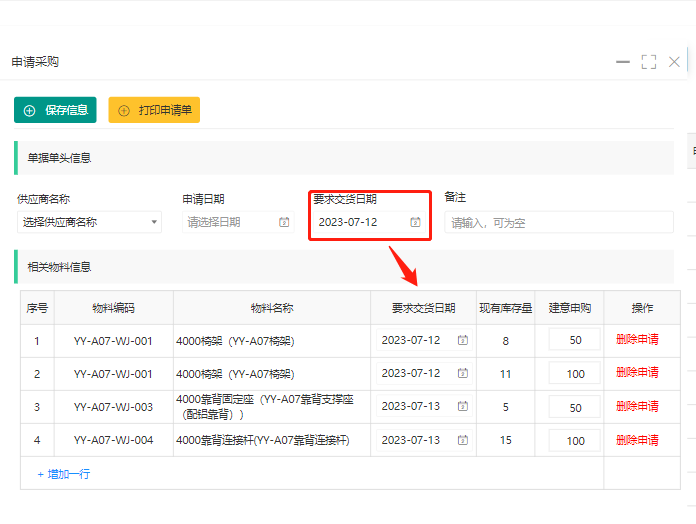 申请采购
保存信息
打印申请单
单据单头信息
供应商名称 申请日期 要求交货日期 备注
选择供应商名称 请选择日期 2023-07-12 请输入，可为空
相关物料信息
序号 物料编码 物料名称 要求交货日期 现有库存量 建意申购 操作
1 YY-A07-WJ-001 4000椅架（YY-A07椅架） 2023-07-12 8 50 删除申请
2 YY-A07-WJ-001 4000椅架（YY-A07椅架） 2023-07-12 11 100 删除申请
3 YY-A07-WJ-003 4000靠背固定座（YY-A07靠背支撑座
（配铝靠背）） 2023-07-13 5 50 删除申请
4 YY-A07-WJ-004 4000靠背连接杆(YY-A07靠背连接杆) 2023-07-13 15 100 删除申请
+ 增加一行